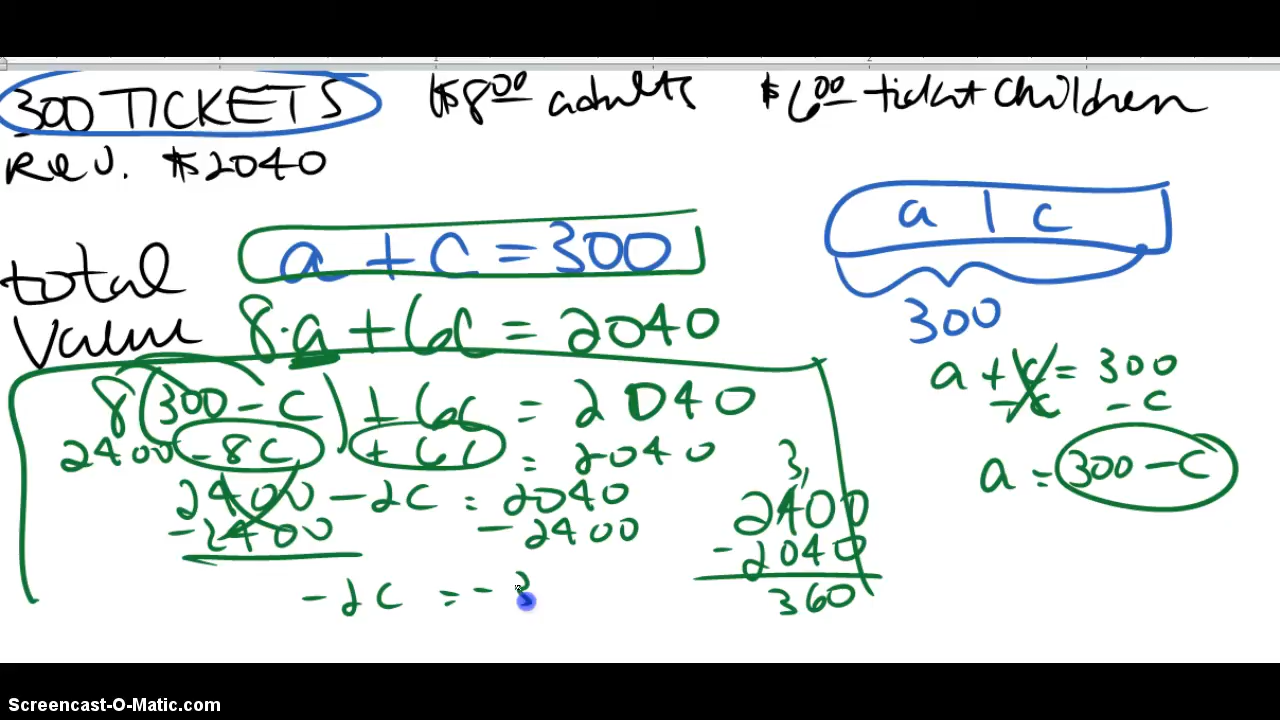 300 TICKETS $8.00 adults $6.00 ticket children
Rev. $2040
a | c
total
value
a + c = 300
300
8·a + 6c = 2040
a + c = 300
- c - c
8(300 - c) + 6c = 2040
2400 - 8c + 6c = 2040
a = 300 - c
3,
2400 - 2c = 2040
-2400 -2400
2400
-2040
360
-2c = - 3
Screencast-O-Matic.com